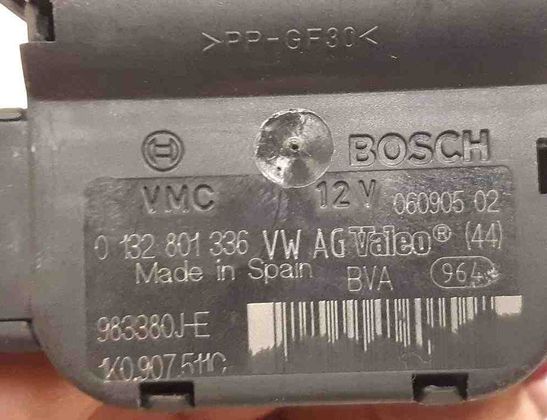 >PP-GF30<
BOSCH
VMC 12V 060905 02
0 132 801 336 VW AG Valeo® (44)
Made in Spain BVA 964
983380J-E
1K0.907.511C